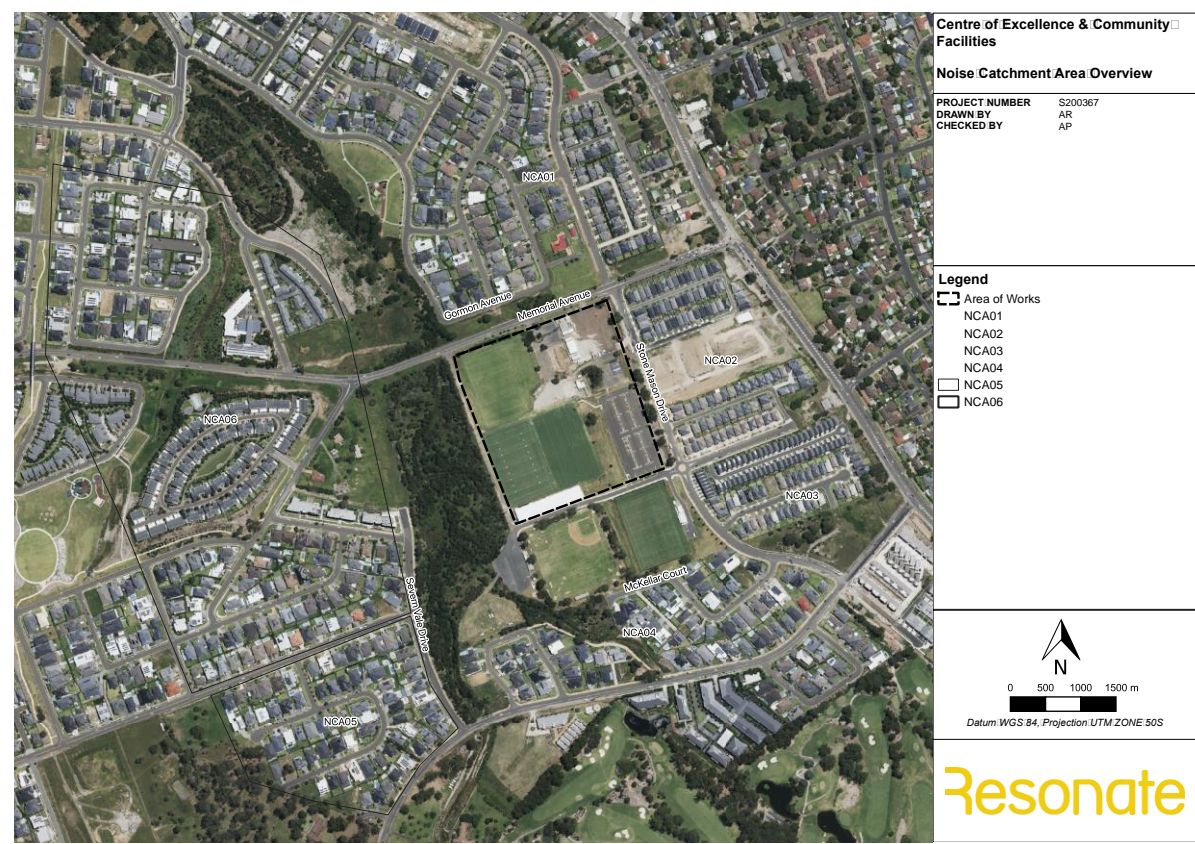 Centre of Excellence & Community
Facilities
Noise Catchment Area Overview
PROJECT NUMBER S200367
DRAWN BY AR
CHECKED BY AP
Legend
Area of Works
NCA01
NCA02
NCA03
NCA04
NCA05
NCA06
N
0 500 1000 1500 m
Datum WGS 84, Projection UTM ZONE 50S
Resonate
NCA01
Gormon Avenue
Memorial Avenue
Stone Mason Drive
NCA02
NCA06
NCA03
McKellar Court
Severn Vale Drive
NCA04
NCA05